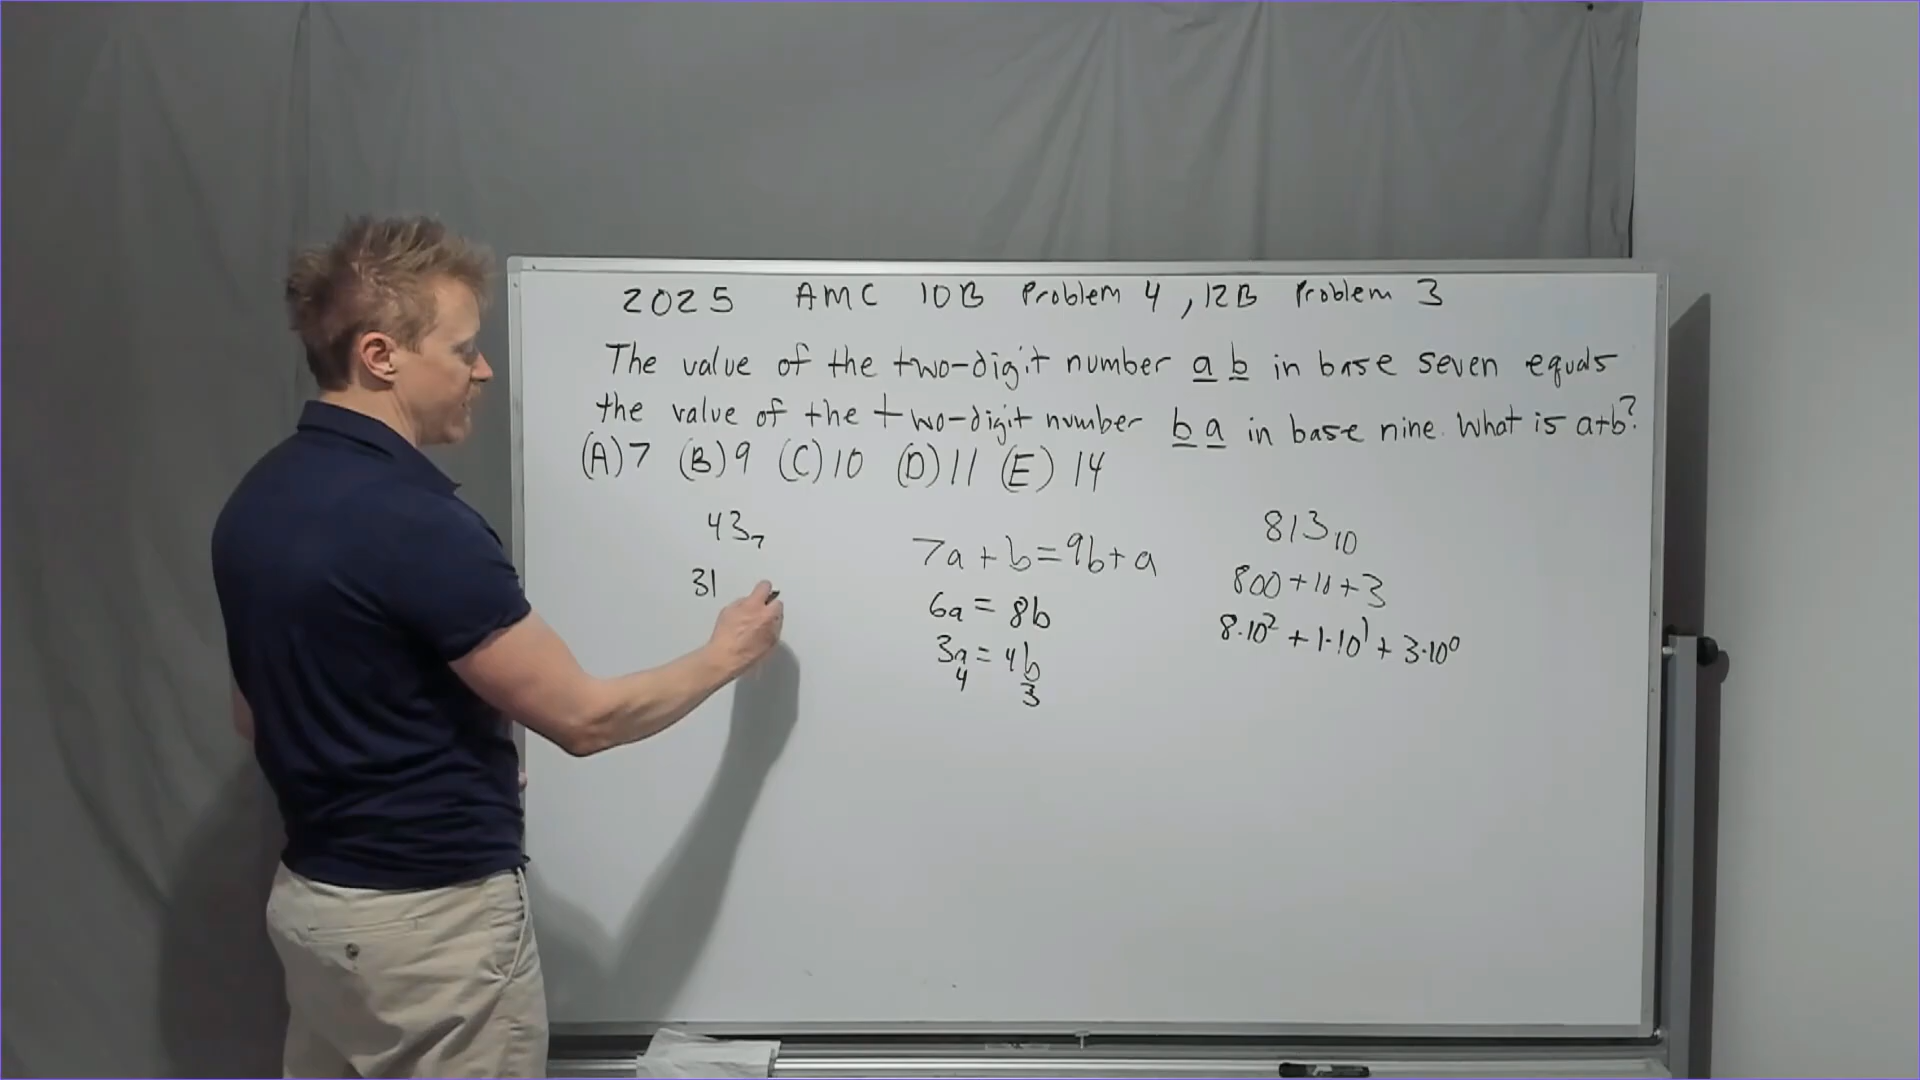 2025 AMC 10B Problem 4, 12B Problem 3
The value of the two-digit number a b in base seven equals
the value of the two-digit number b a in base nine. What is a+b?
(A) 7 (B) 9 (C) 10 (D) 11 (E) 14
43₇
31
7a + b = 9b + a
6a = 8b
3a = 4b
4 3
813₁₀
800 + 10 + 3
8·10² + 1·10¹ + 3·10⁰